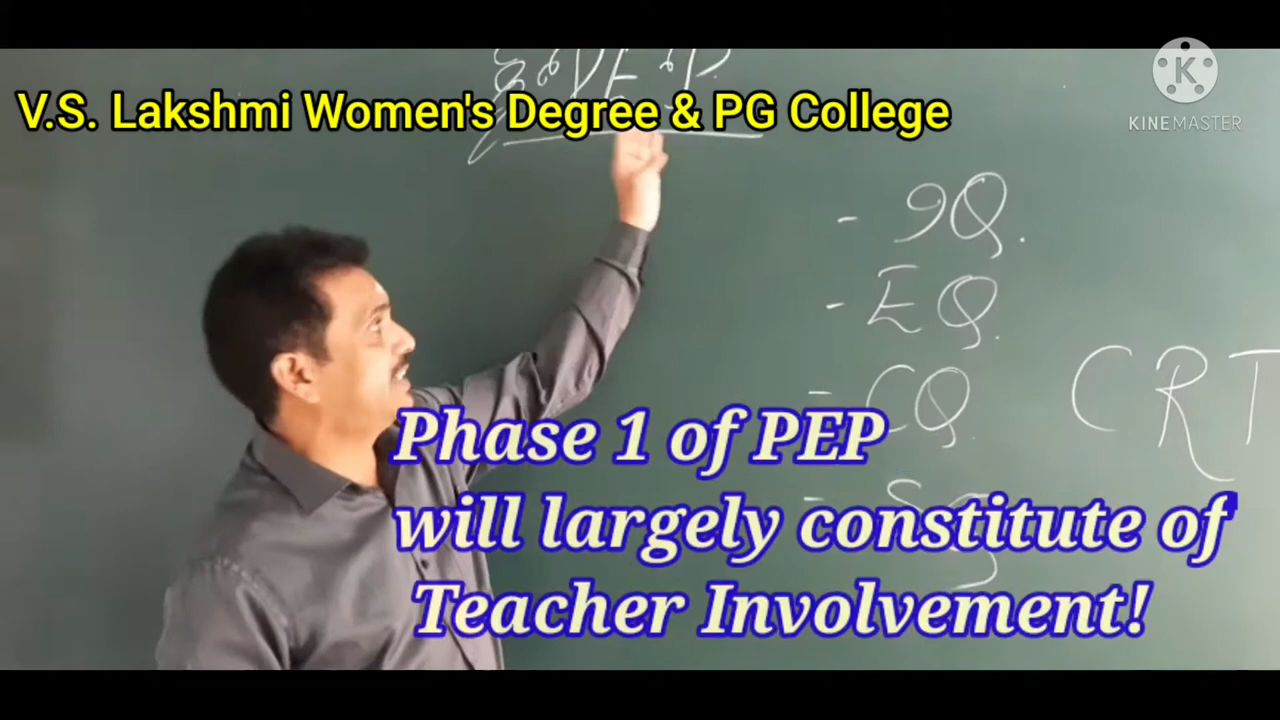 V.S. Lakshmi Women's Degree & PG College
K
KINEMASTER
- IQ.
- EQ.
- CQ.
CRT
- SQ
Phase 1 of PEP
will largely constitute of
Teacher Involvement!